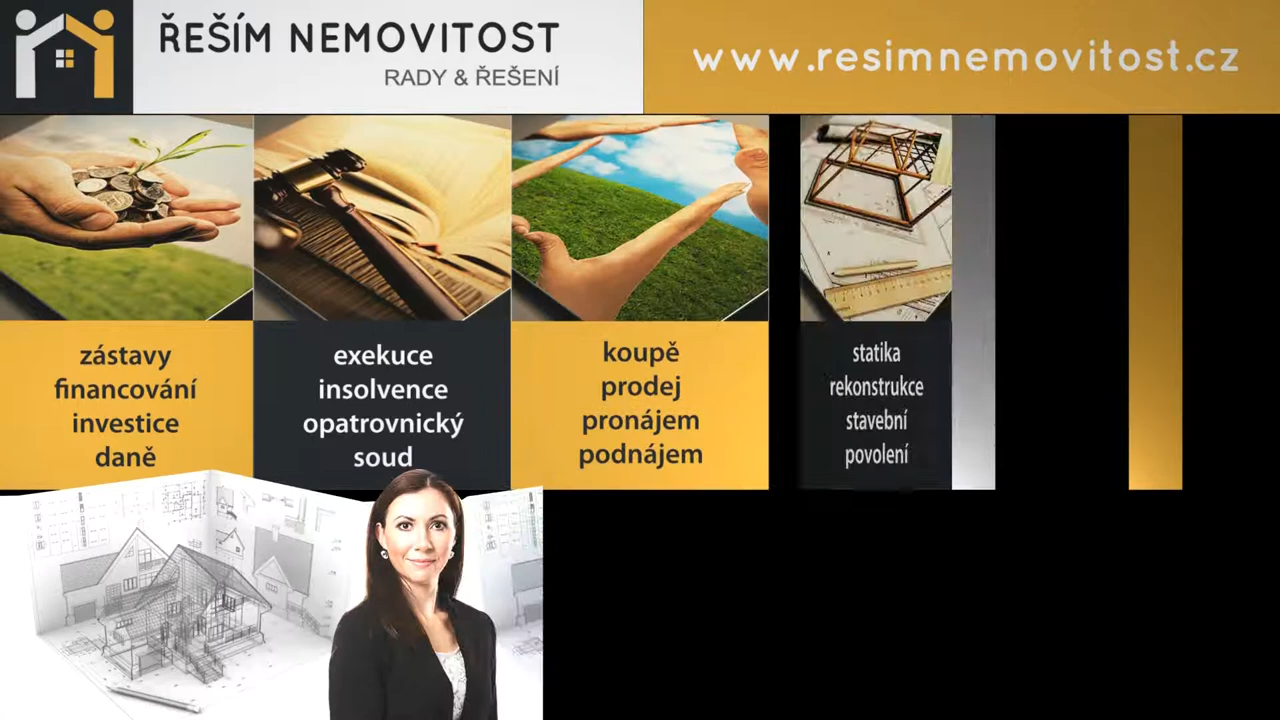 ŘEŠÍM NEMOVITOST
RADY & ŘEŠENÍ
www.resimnemovitost.cz
zástavy
financování
investice
daně
exekuce
insolvence
opatrovnický
soud
koupě
prodej
pronájem
podnájem
statika
rekonstrukce
stavební
povolení